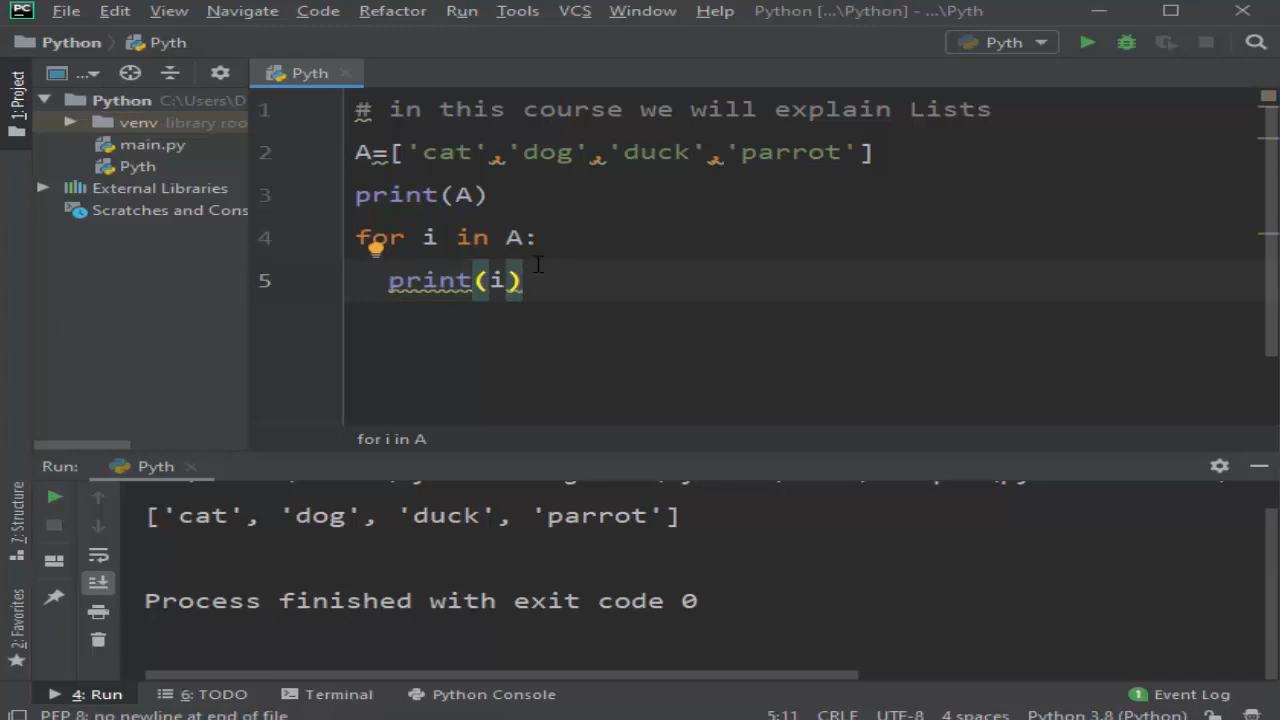 PC File Edit View Navigate Code Refactor Run Tools VCS Window Help Python [...\Python] - ...\Pyth
Python Pyth Pyth
1: Project
... Pyth
Python C:\Users\D
venv library roo
main.py
Pyth
External Libraries
Scratches and Cons
1 # in this course we will explain Lists
2 A=['cat','dog','duck','parrot']
3 print(A)
4 for i in A:
5 print(i)
for i in A
Run: Pyth
['cat', 'dog', 'duck', 'parrot']
Process finished with exit code 0
7: Structure
2: Favorites
4: Run 6: TODO Terminal Python Console 1 Event Log
PEP 8: no newline at end of file 5:11 CRLF UTF-8 4 spaces Python 3.8 (Python)